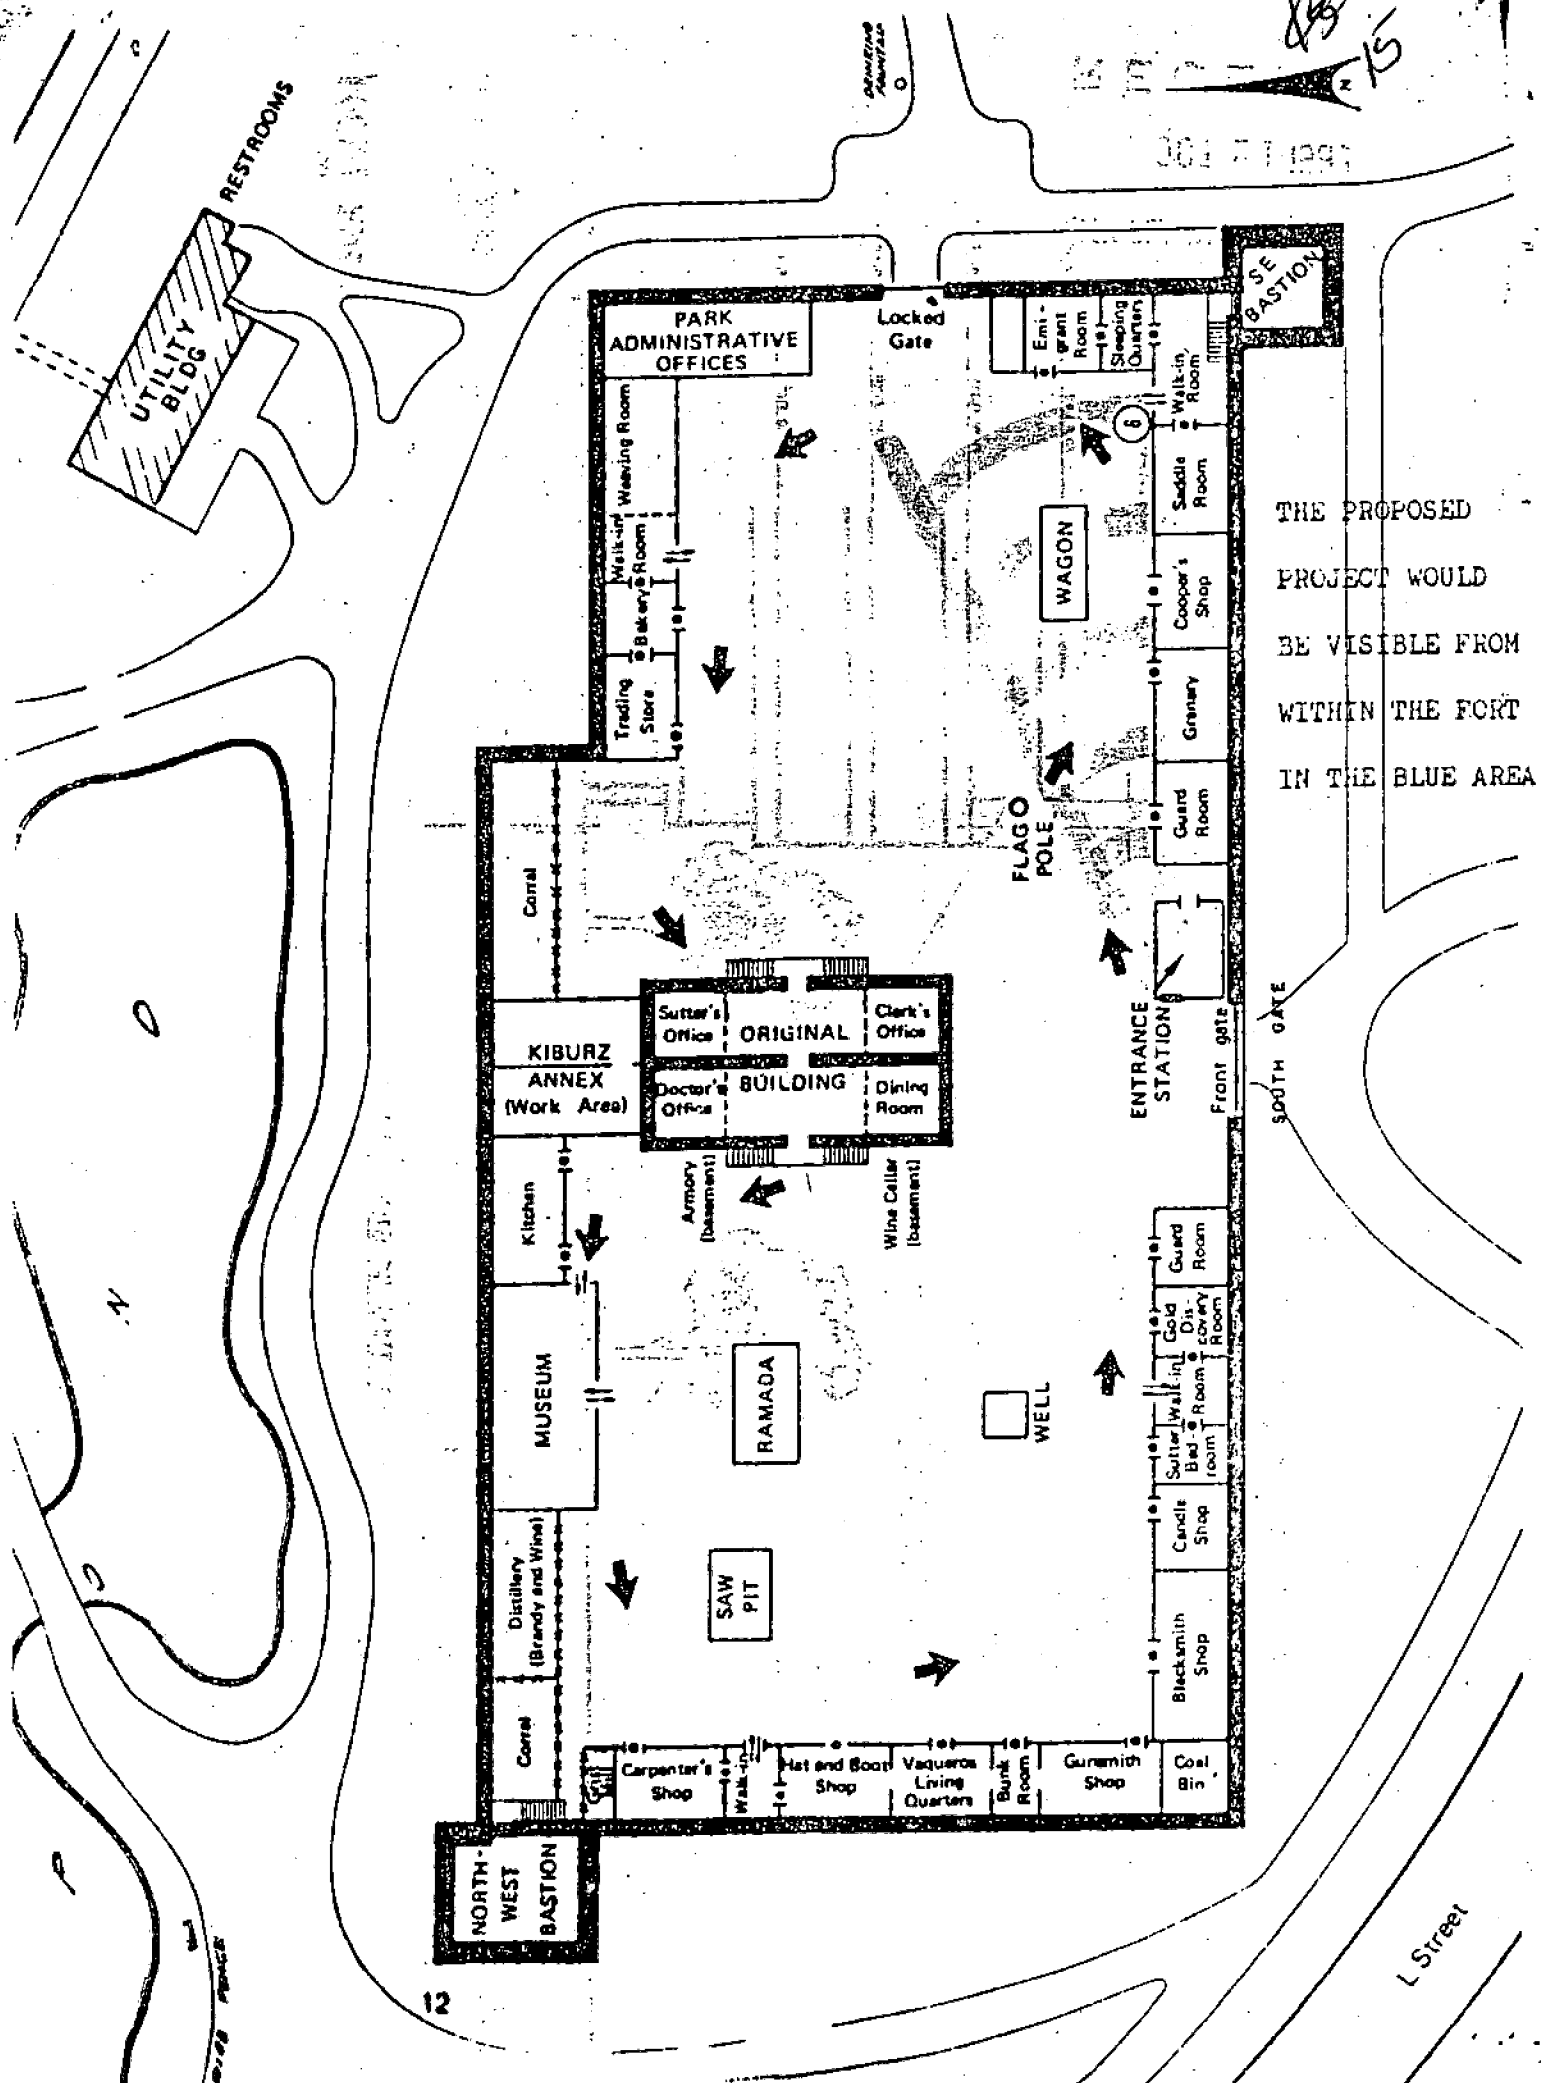 DRINKING
FOUNTAIN
15
N
RESTROOMS
UTILITY
BLDG
SE
BASTION
PARK
ADMINISTRATIVE
OFFICES
Locked
Gate
Emi-
grant
Room
Sleeping
Quarters
Walk-in
Room
6
Weaving Room
Walk-in
Room
Bakery
Trading
Store
Saddle
Room
WAGON
Cooper's
Shop
Granary
Guard
Room
FLAG
POLE
THE PROPOSED
PROJECT WOULD
BE VISIBLE FROM
WITHIN THE FORT
IN THE BLUE AREA
Corral
KIBURZ
ANNEX
(Work Area)
Sutter's
Office
ORIGINAL
Clerk's
Office
Doctor's
Office
BUILDING
Dining
Room
ENTRANCE
STATION
Front gate
SOUTH GATE
Kitchen
Armory
[basement]
Wine Cellar
[basement]
Guard
Room
Gold
Dis-
covery
Room
Walk-in
Room
Sutter
Bed-
room
MUSEUM
RAMADA
WELL
Candle
Shop
Distillery
(Brandy and Wine)
SAW
PIT
Blacksmith
Shop
Corral
Carpenter's
Shop
Walk-in
Hat and Boot
Shop
Vaqueros
Living
Quarters
Bunk
Room
Gunsmith
Shop
Coal
Bin
NORTH-
WEST
BASTION
P
O
N
D
12
L Street